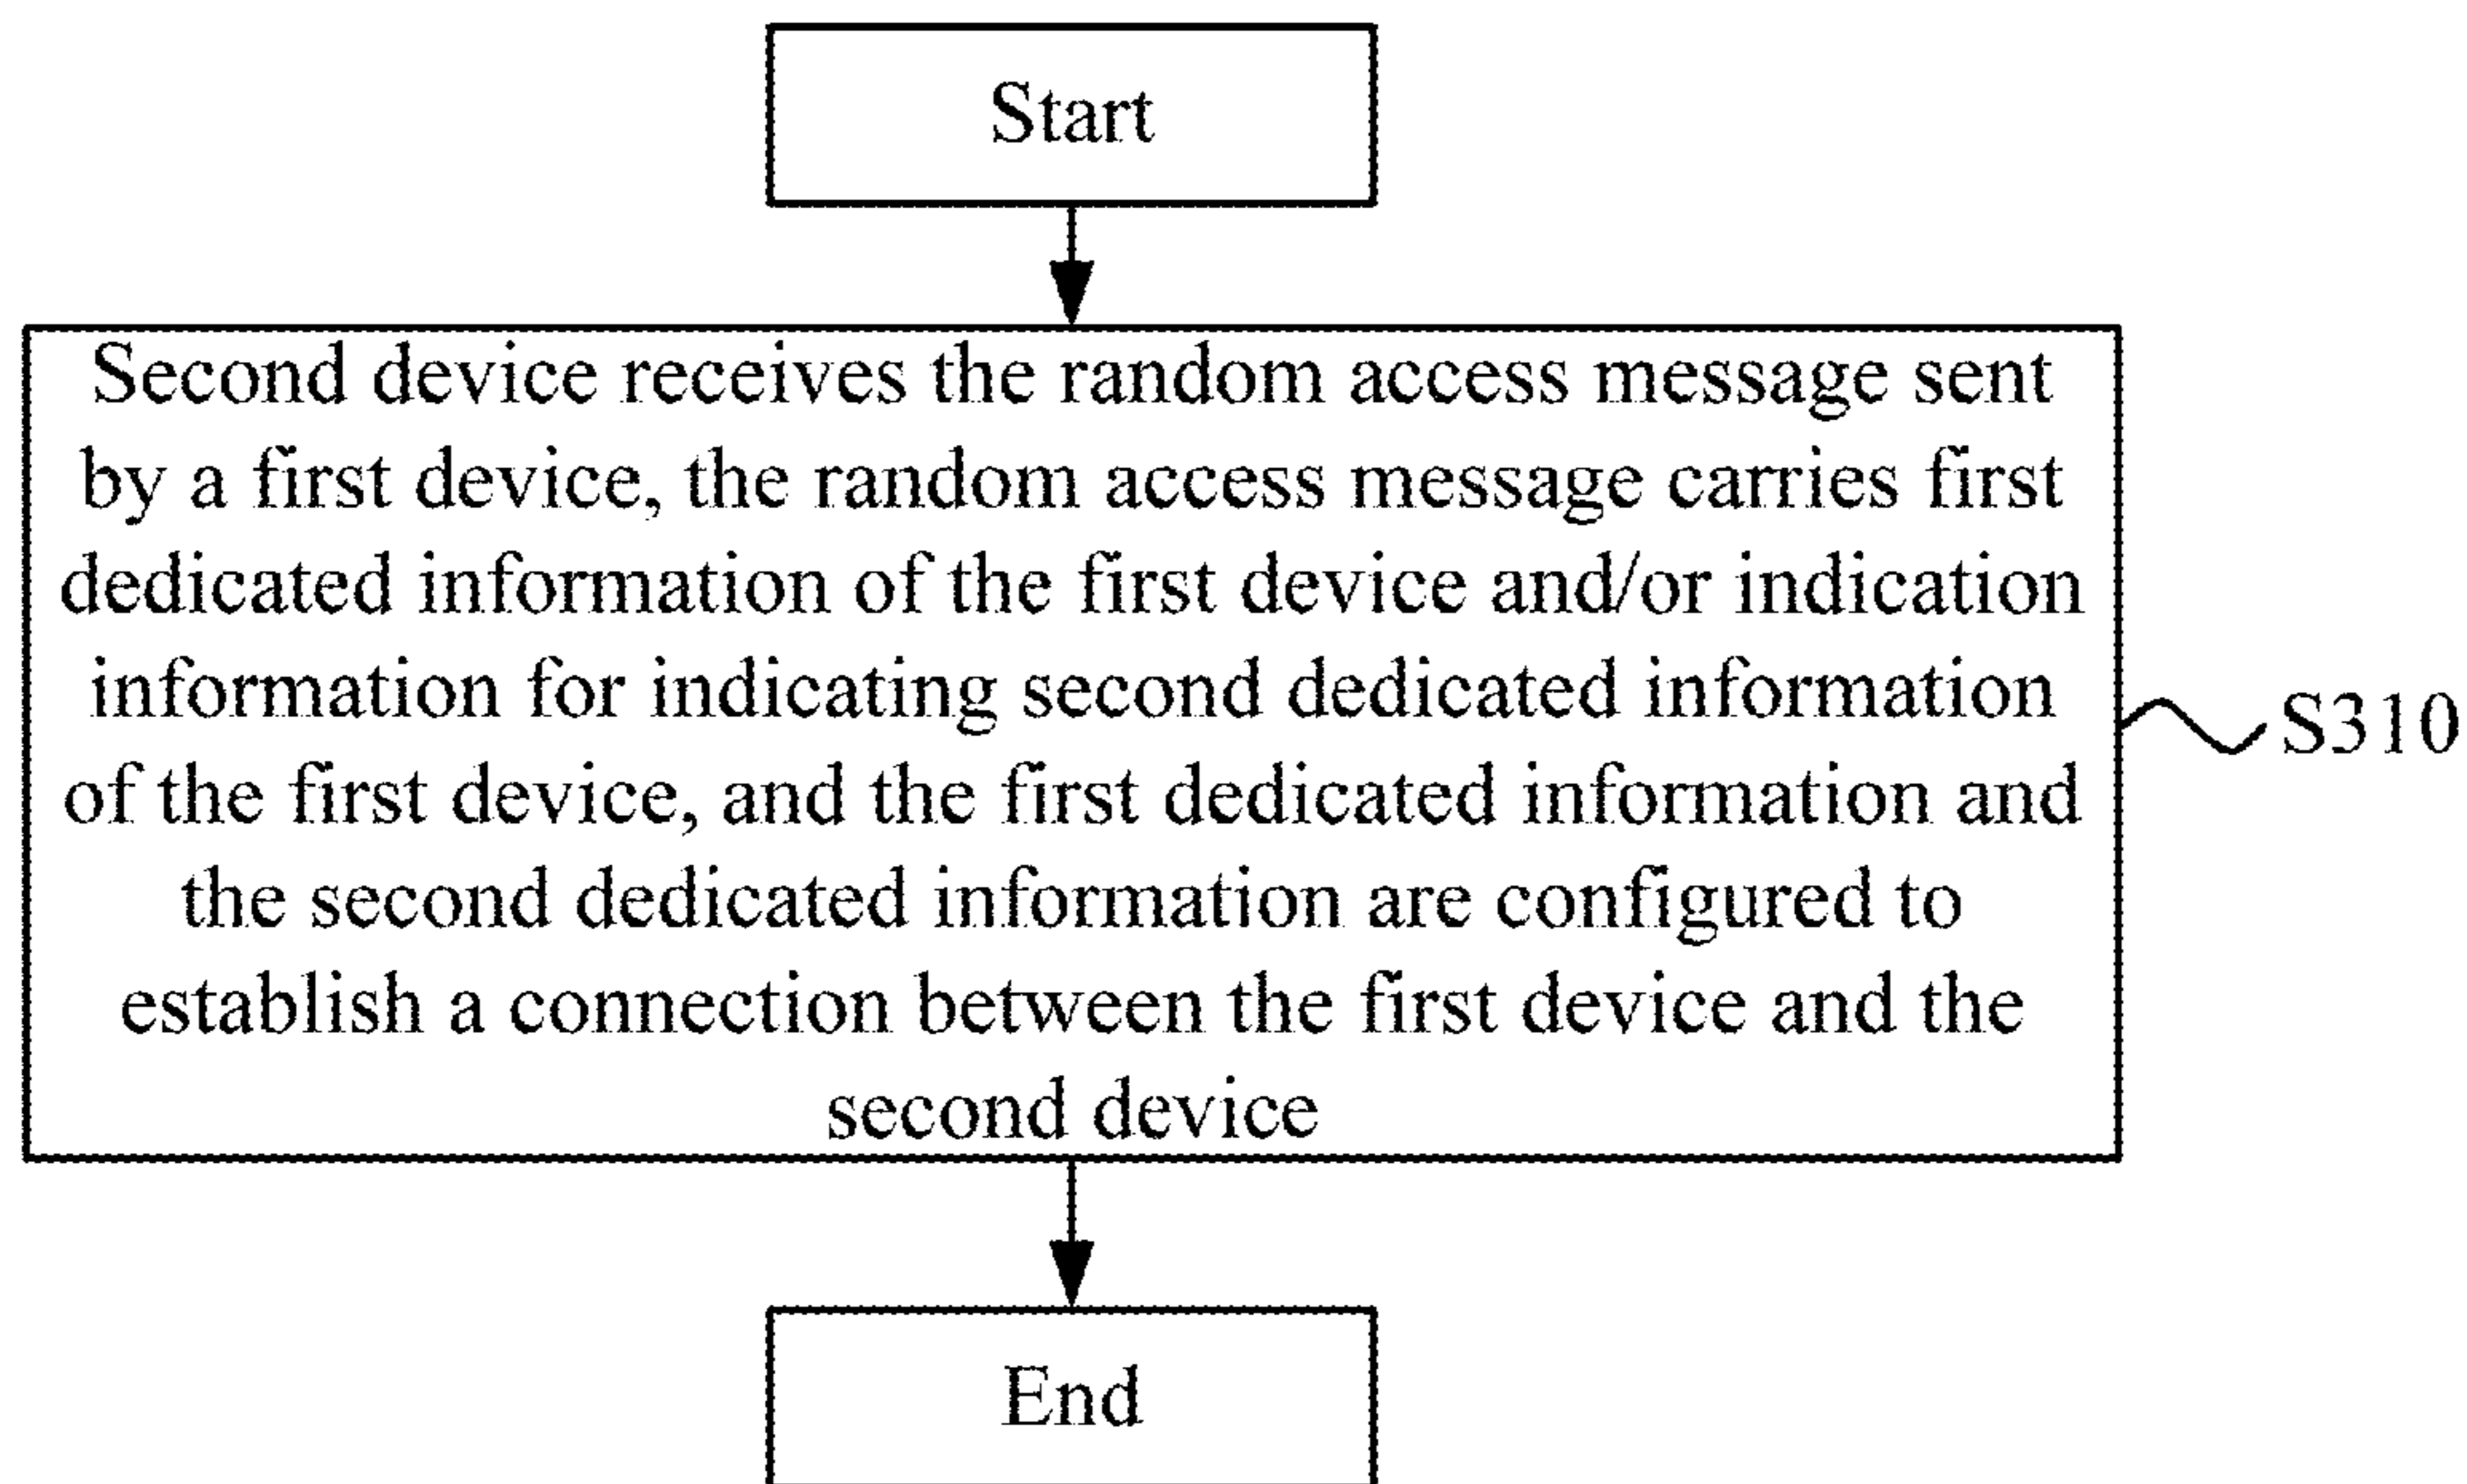 Start
Second device receives the random access message sent
by a first device, the random access message carries first
dedicated information of the first device and/or indication
information for indicating second dedicated information
of the first device, and the first dedicated information and
the second dedicated information are configured to
establish a connection between the first device and the
second device
S310
End